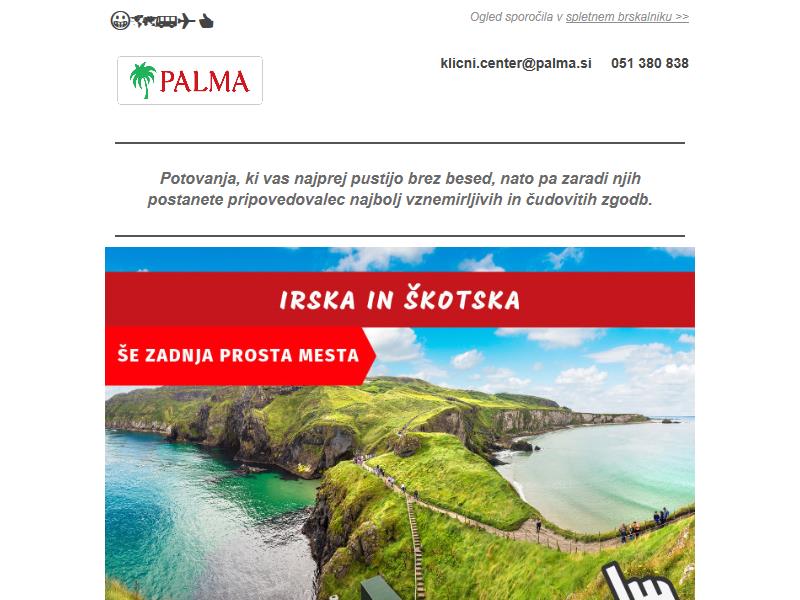 Ogled sporočila v spletnem brskalniku >>
PALMA
klicni.center@palma.si 051 380 838
Potovanja, ki vas najprej pustijo brez besed, nato pa zaradi njih
postanete pripovedovalec najbolj vznemirljivih in čudovitih zgodb.
IRSKA IN ŠKOTSKA
ŠE ZADNJA PROSTA MESTA